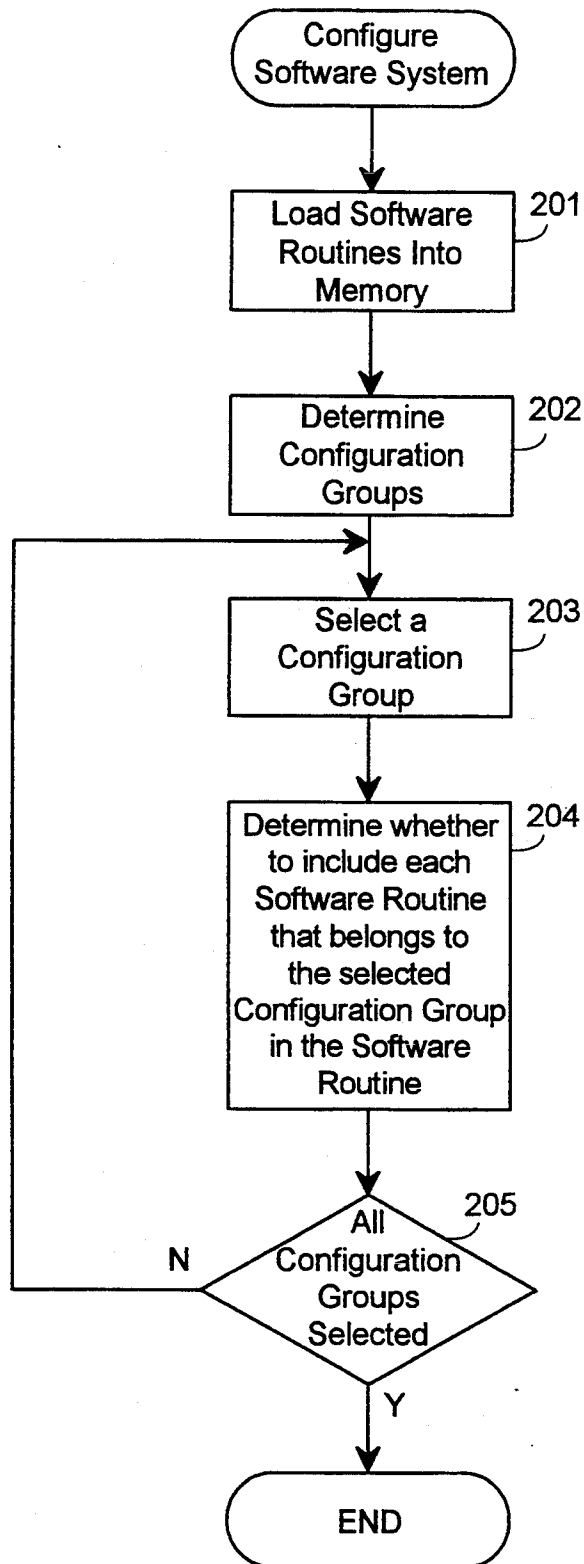 Configure
Software System
Load Software
Routines Into
Memory
201
Determine
Configuration
Groups
202
Select a
Configuration
Group
203
Determine whether
to include each
Software Routine
that belongs to
the selected
Configuration Group
in the Software
Routine
204
All
Configuration
Groups
Selected
205
N
Y
END